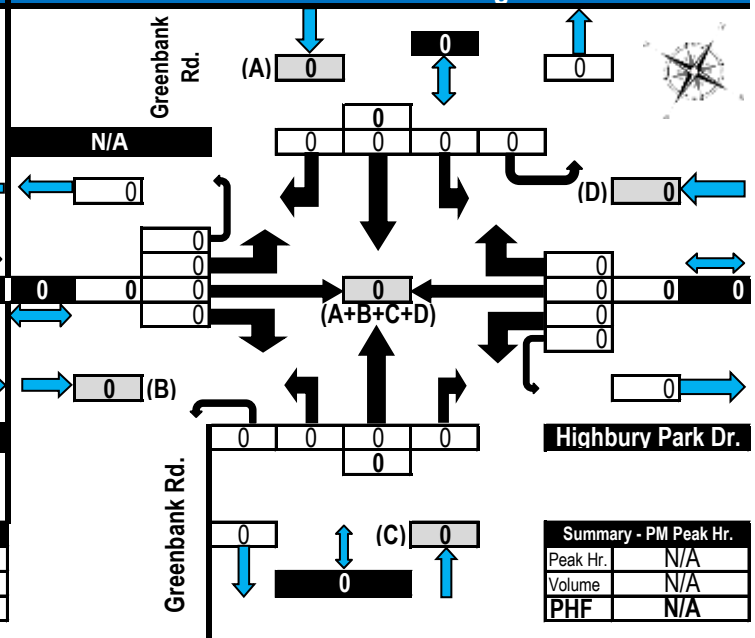 Greenbank
Rd.
(A) 0
0
0
0
N/A
0 0 0 0
0
(D) 0
0
0
0 0 0
0
0
(A+B+C+D)
0
0
0 0 0
0
0
0 (B)
0
0 0 0 0
0
Highbury Park Dr.
Greenbank Rd.
0
(C) 0
0
Summary - PM Peak Hr.
Peak Hr. N/A
Volume N/A
PHF N/A